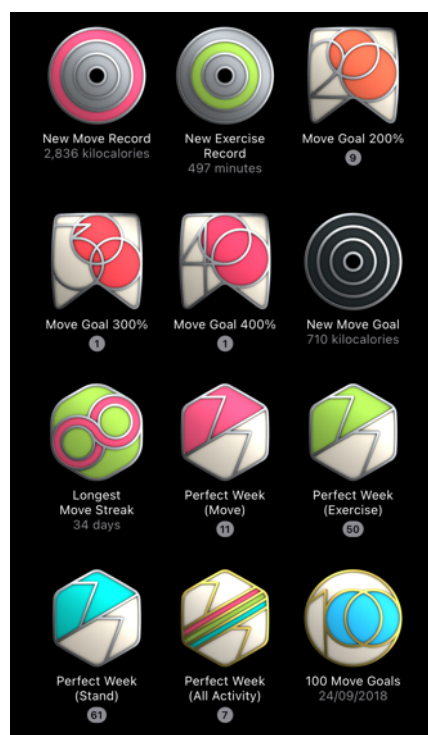 New Move Record
2,836 kilocalories
New Exercise
Record
497 minutes
Move Goal 200%
9
Move Goal 300%
1
Move Goal 400%
1
New Move Goal
710 kilocalories
Longest
Move Streak
34 days
Perfect Week
(Move)
11
Perfect Week
(Exercise)
50
Perfect Week
(Stand)
61
Perfect Week
(All Activity)
7
100 Move Goals
24/09/2018